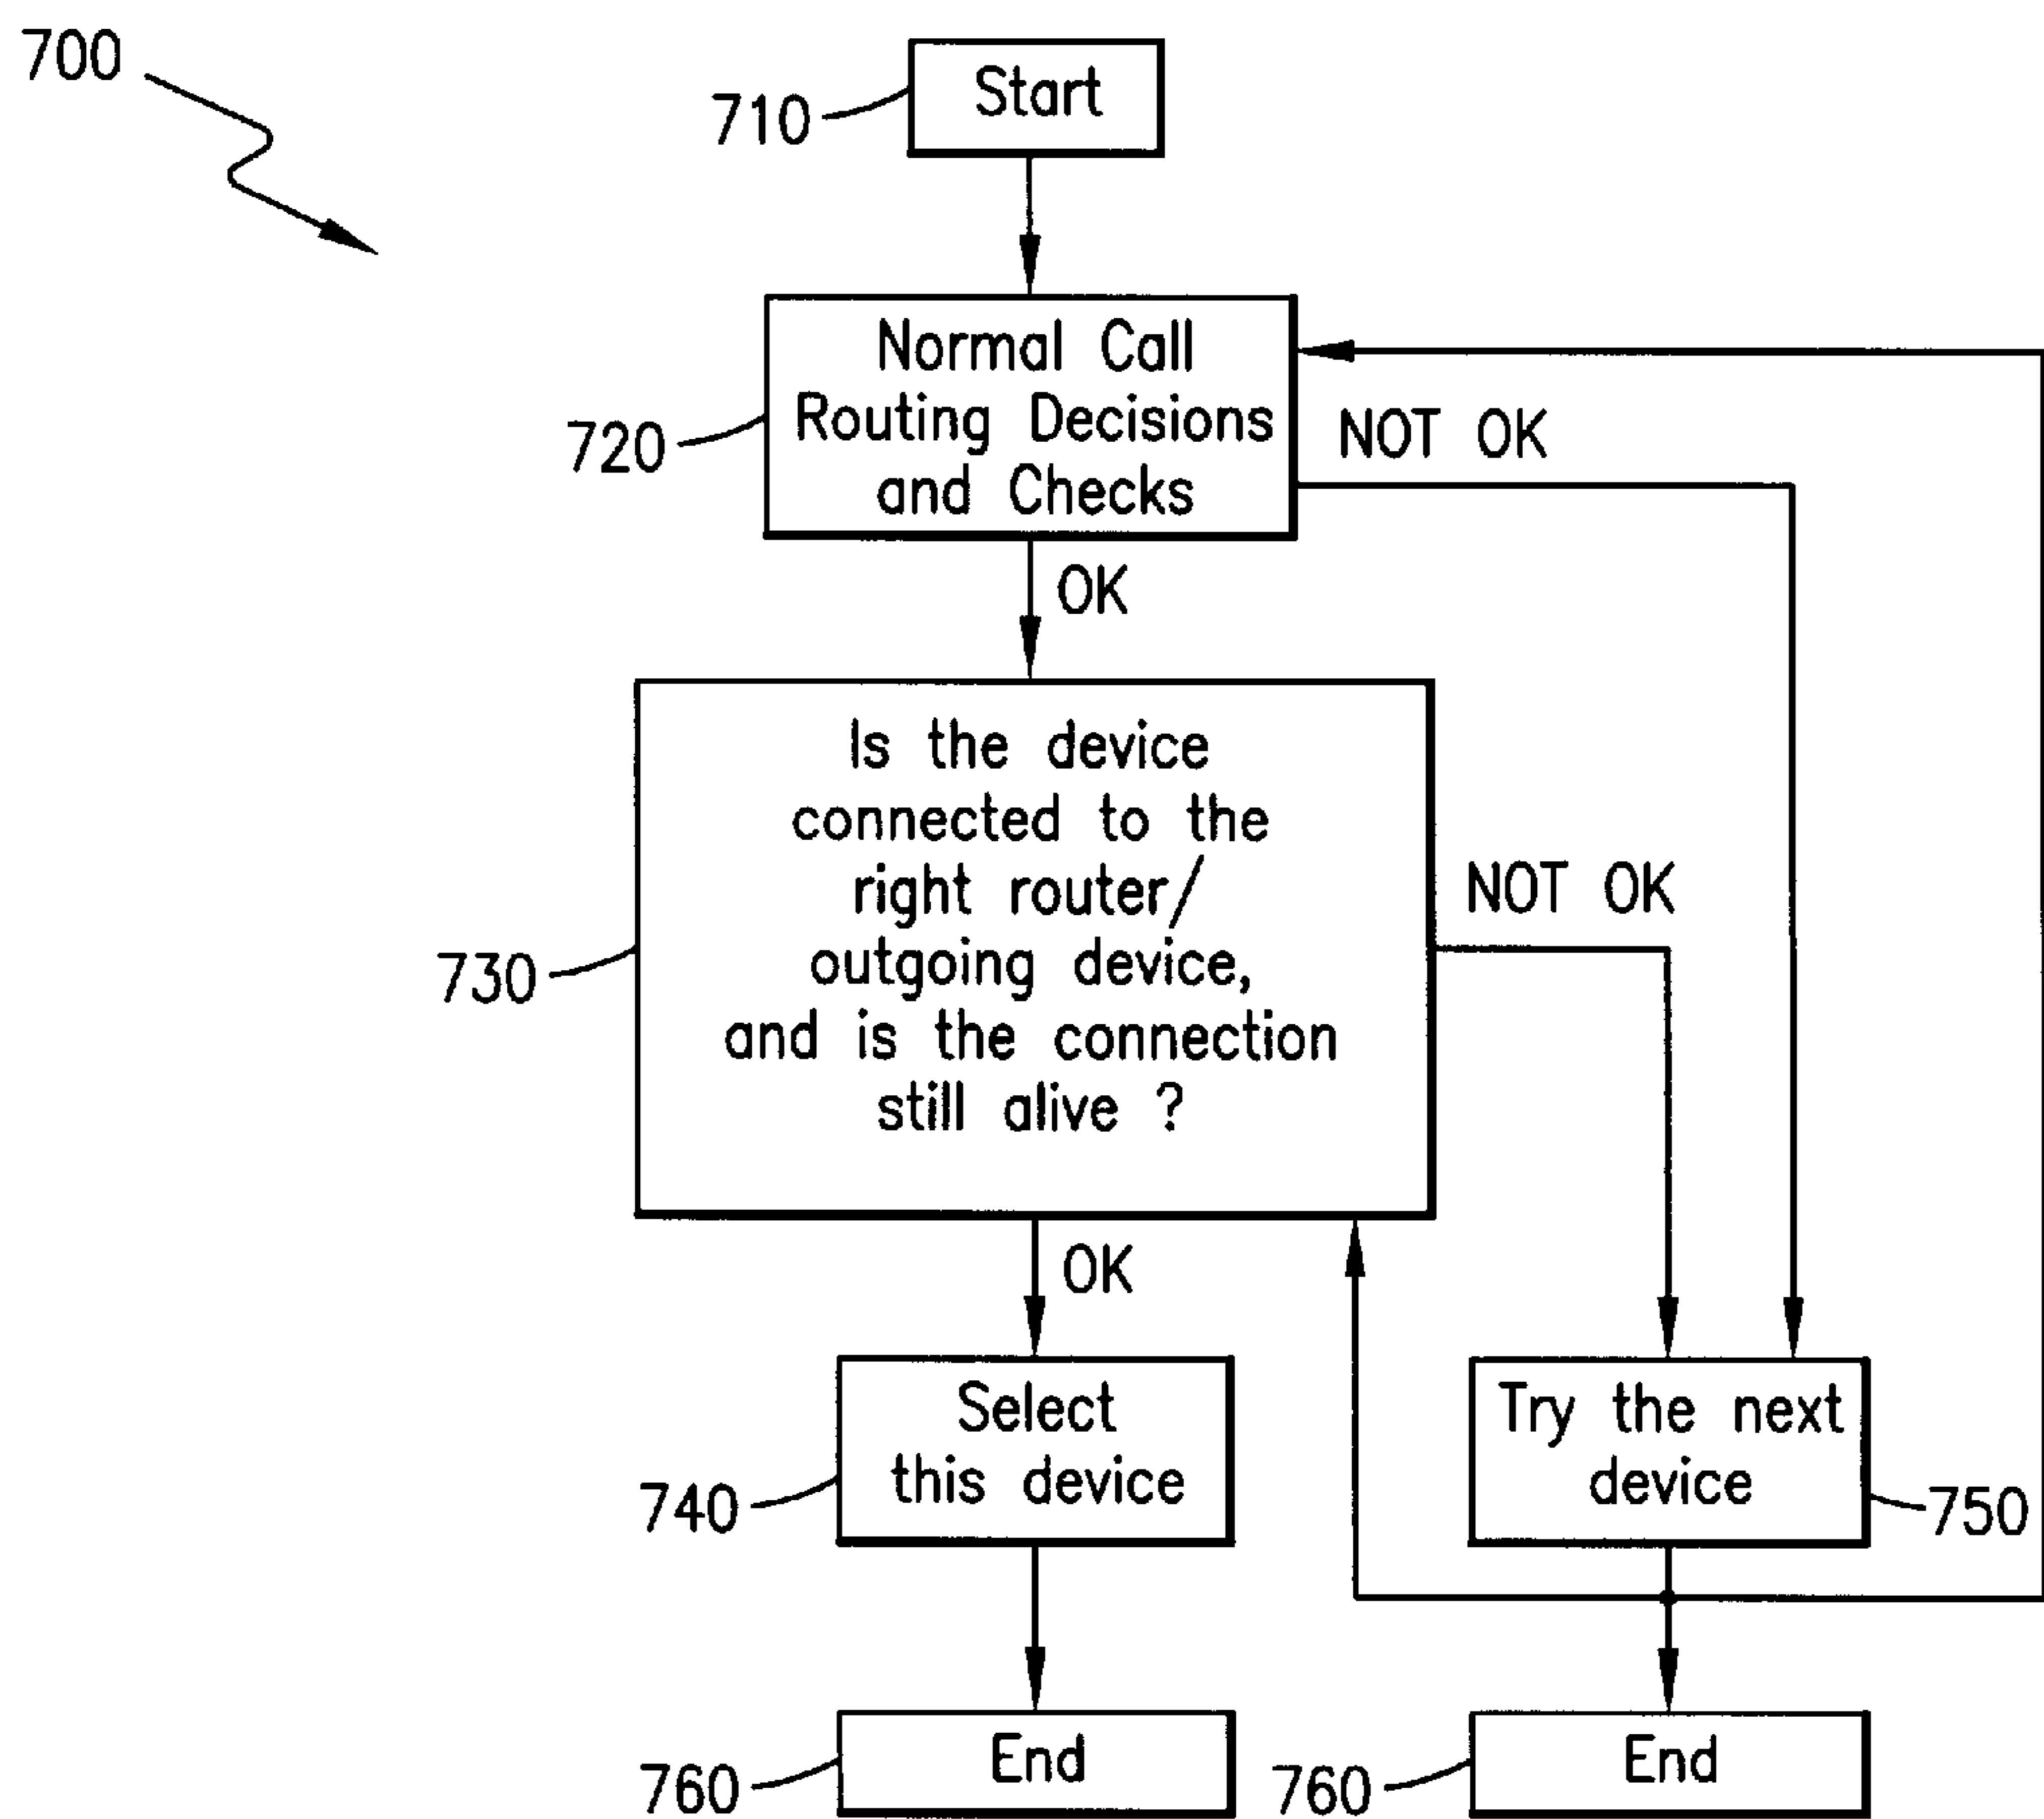 700
710
Start
Normal Call
Routing Decisions
and Checks
720
NOT OK
OK
Is the device
connected to the
right router/
outgoing device,
and is the connection
still alive ?
730
NOT OK
OK
Select
this device
740
Try the next
device
750
End
760
End
760